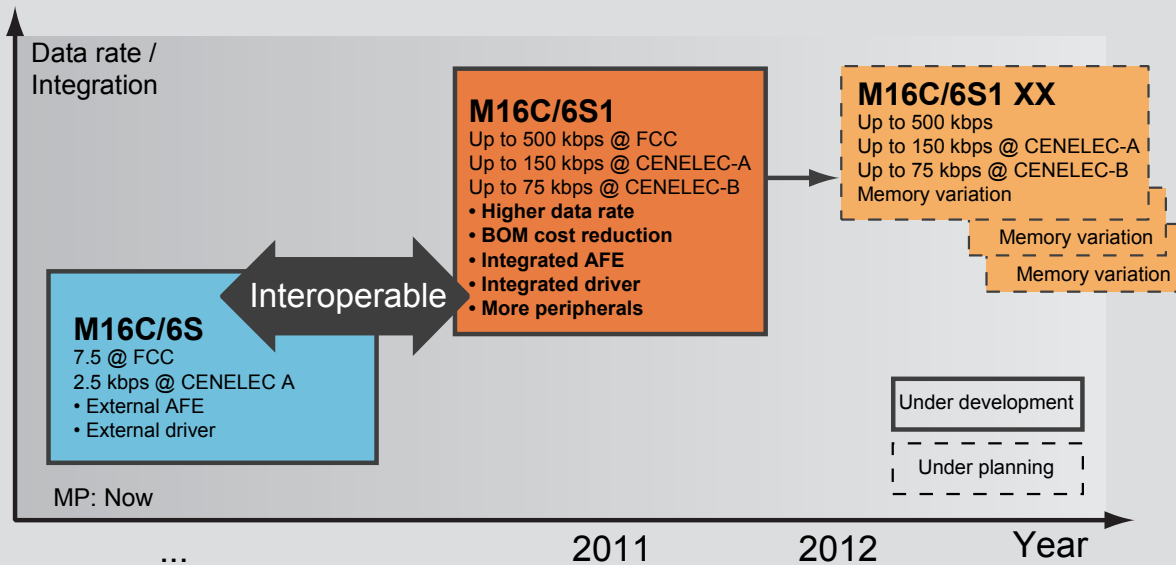 Data rate /
Integration
M16C/6S1
Up to 500 kbps @ FCC
Up to 150 kbps @ CENELEC-A
Up to 75 kbps @ CENELEC-B
• Higher data rate
• BOM cost reduction
• Integrated AFE
• Integrated driver
• More peripherals
M16C/6S1 XX
Up to 500 kbps
Up to 150 kbps @ CENELEC-A
Up to 75 kbps @ CENELEC-B
Memory variation
Memory variation
Memory variation
Interoperable
M16C/6S
7.5 @ FCC
2.5 kbps @ CENELEC A
• External AFE
• External driver
Under development
Under planning
MP: Now
...
2011
2012
Year